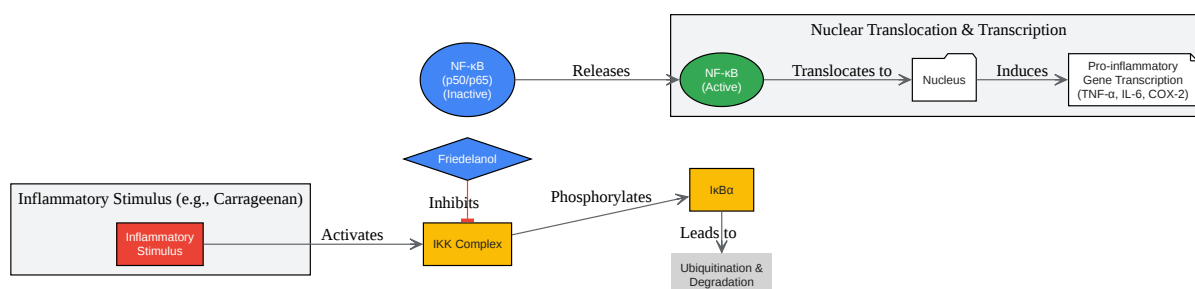 Nuclear Translocation & Transcription
NF-κB
(p50/p65)
(Inactive)
Releases
NF-κB
(Active)
Translocates to
Nucleus
Induces
Pro-inflammatory
Gene Transcription
(TNF-α, IL-6, COX-2)
Friedelanol
Inhibits
Inflammatory Stimulus (e.g., Carrageenan)
Inflammatory
Stimulus
Activates
IKK Complex
Phosphorylates
IκBα
Leads to
Ubiquitination &
Degradation